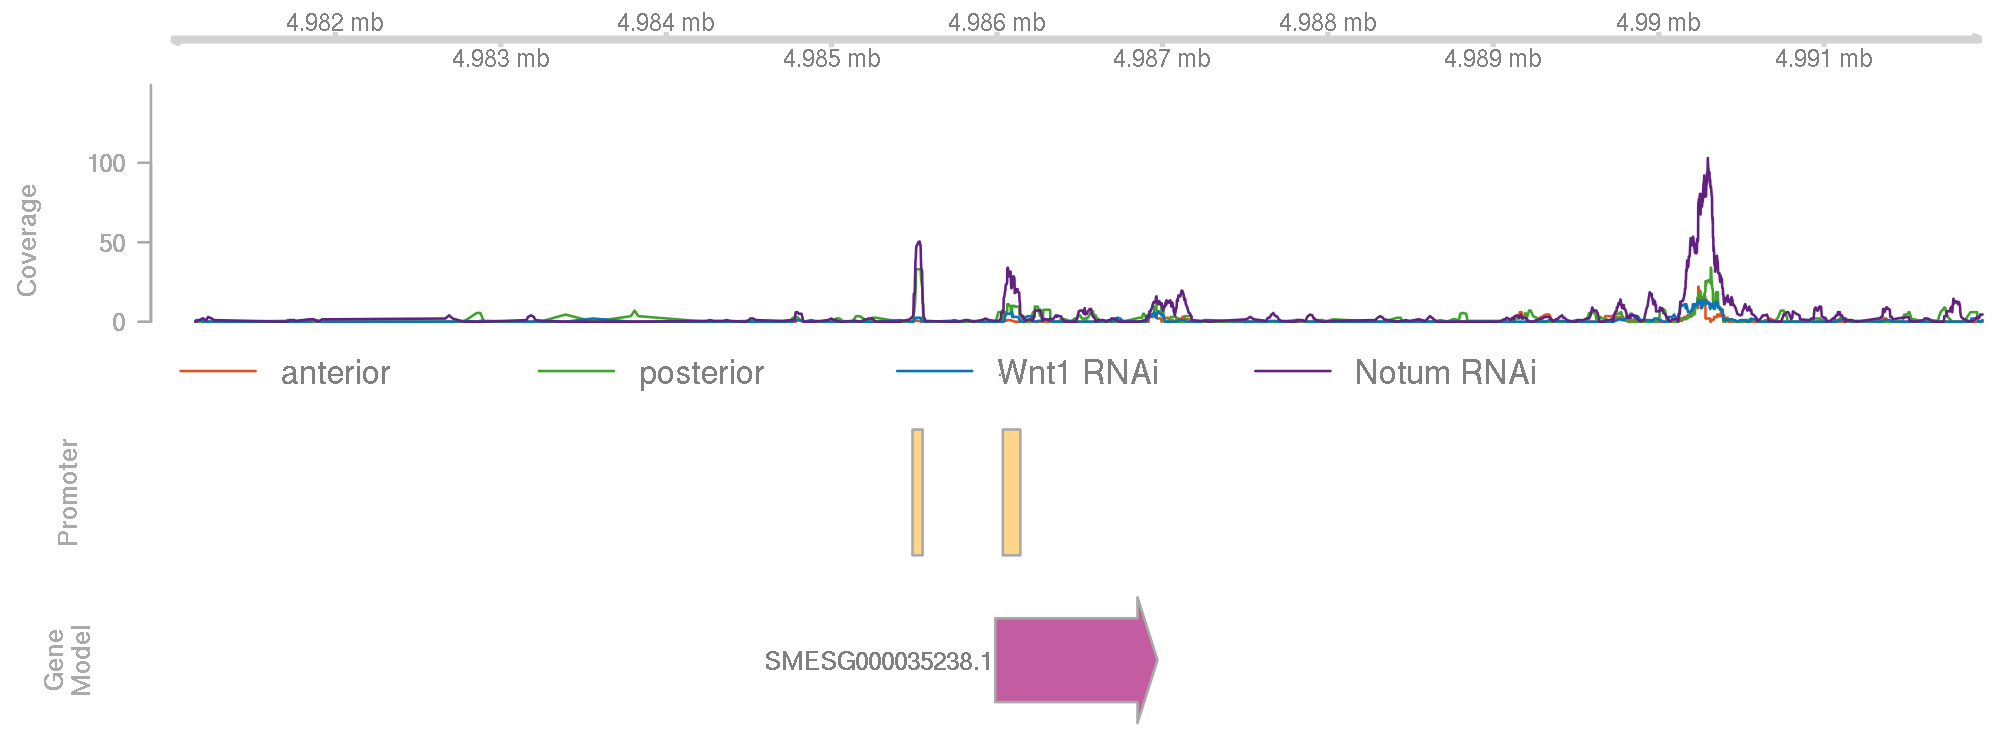 4.982 mb 4.984 mb 4.986 mb 4.988 mb 4.99 mb
4.983 mb 4.985 mb 4.987 mb 4.989 mb 4.991 mb
Coverage
100
50
0
anterior posterior Wnt1 RNAi Notum RNAi
Promoter
Gene
Model
SMESG000035238.1